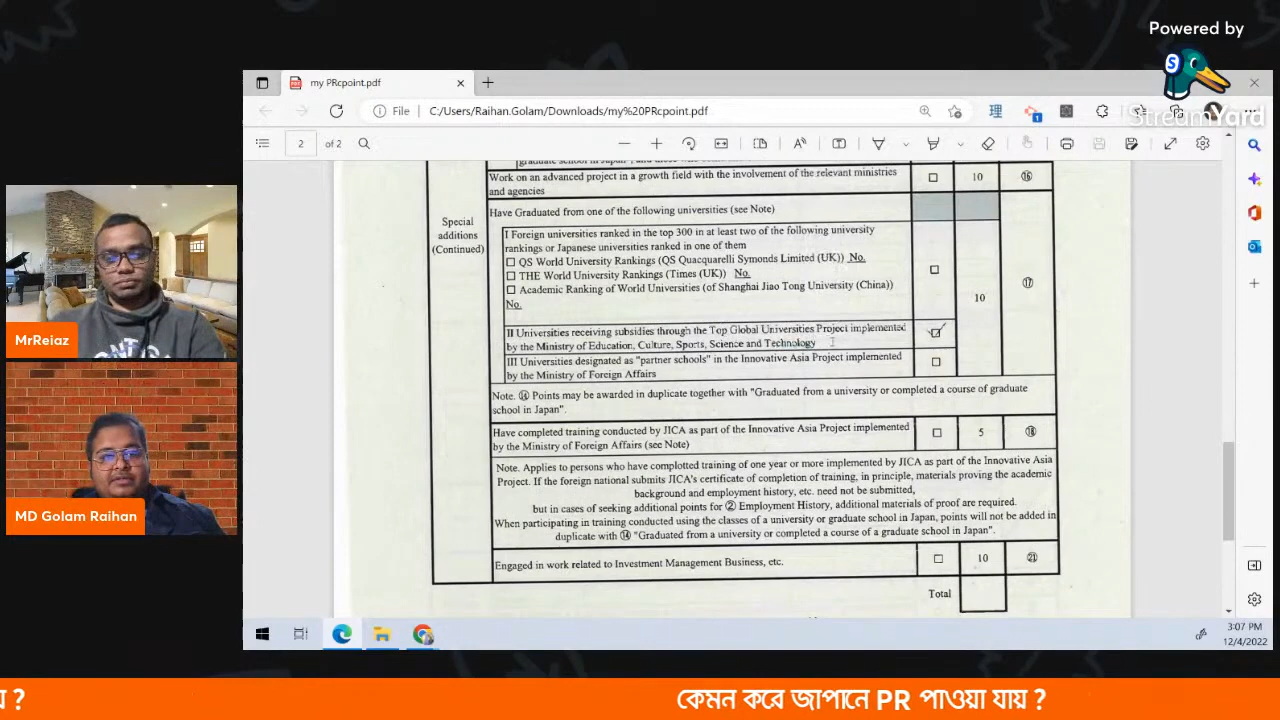 Powered by
StreamYard
my PRcpoint.pdf
File C:/Users/Raihan.Golam/Downloads/my%20PRcpoint.pdf
2 of 2
Work on an advanced project in a growth field with the involvement of the relevant ministries
and agencies
10 ⑯
Special
additions
(Continued)
Have Graduated from one of the following universities (see Note)
I Foreign universities ranked in the top 300 in at least two of the following university
rankings or Japanese universities ranked in one of them
☐ QS World University Rankings (QS Quacquarelli Symonds Limited (UK)) No.
☐ THE World University Rankings (Times (UK)) No.
☐ Academic Ranking of World Universities (of Shanghai Jiao Tong University (China))
No.
10 ⑰
II Universities receiving subsidies through the Top Global Universities Project implemented
by the Ministry of Education, Culture, Sports, Science and Technology
III Universities designated as "partner schools" in the Innovative Asia Project implemented
by the Ministry of Foreign Affairs
Note. ⑭ Points may be awarded in duplicate together with "Graduated from a university or completed a course of graduate
school in Japan".
Have completed training conducted by JICA as part of the Innovative Asia Project implemented
by the Ministry of Foreign Affairs (see Note)
5 ⑱
Note. Applies to persons who have complotted training of one year or more implemented by JICA as part of the Innovative Asia
Project. If the foreign national submits JICA's certificate of completion of training, in principle, materials proving the academic
background and employment history, etc. need not be submitted,
but in cases of seeking additional points for ② Employment History, additional materials of proof are required.
When participating in training conducted using the classes of a university or graduate school in Japan, points will not be added in
duplicate with ⑭ "Graduated from a university or completed a course of a graduate school in Japan".
Engaged in work related to Investment Management Business, etc.
10 ㉑
Total
MrReiaz
MD Golam Raihan
3:07 PM
12/4/2022
য় ?
কেমন করে জাপানে PR পাওয়া যায় ?